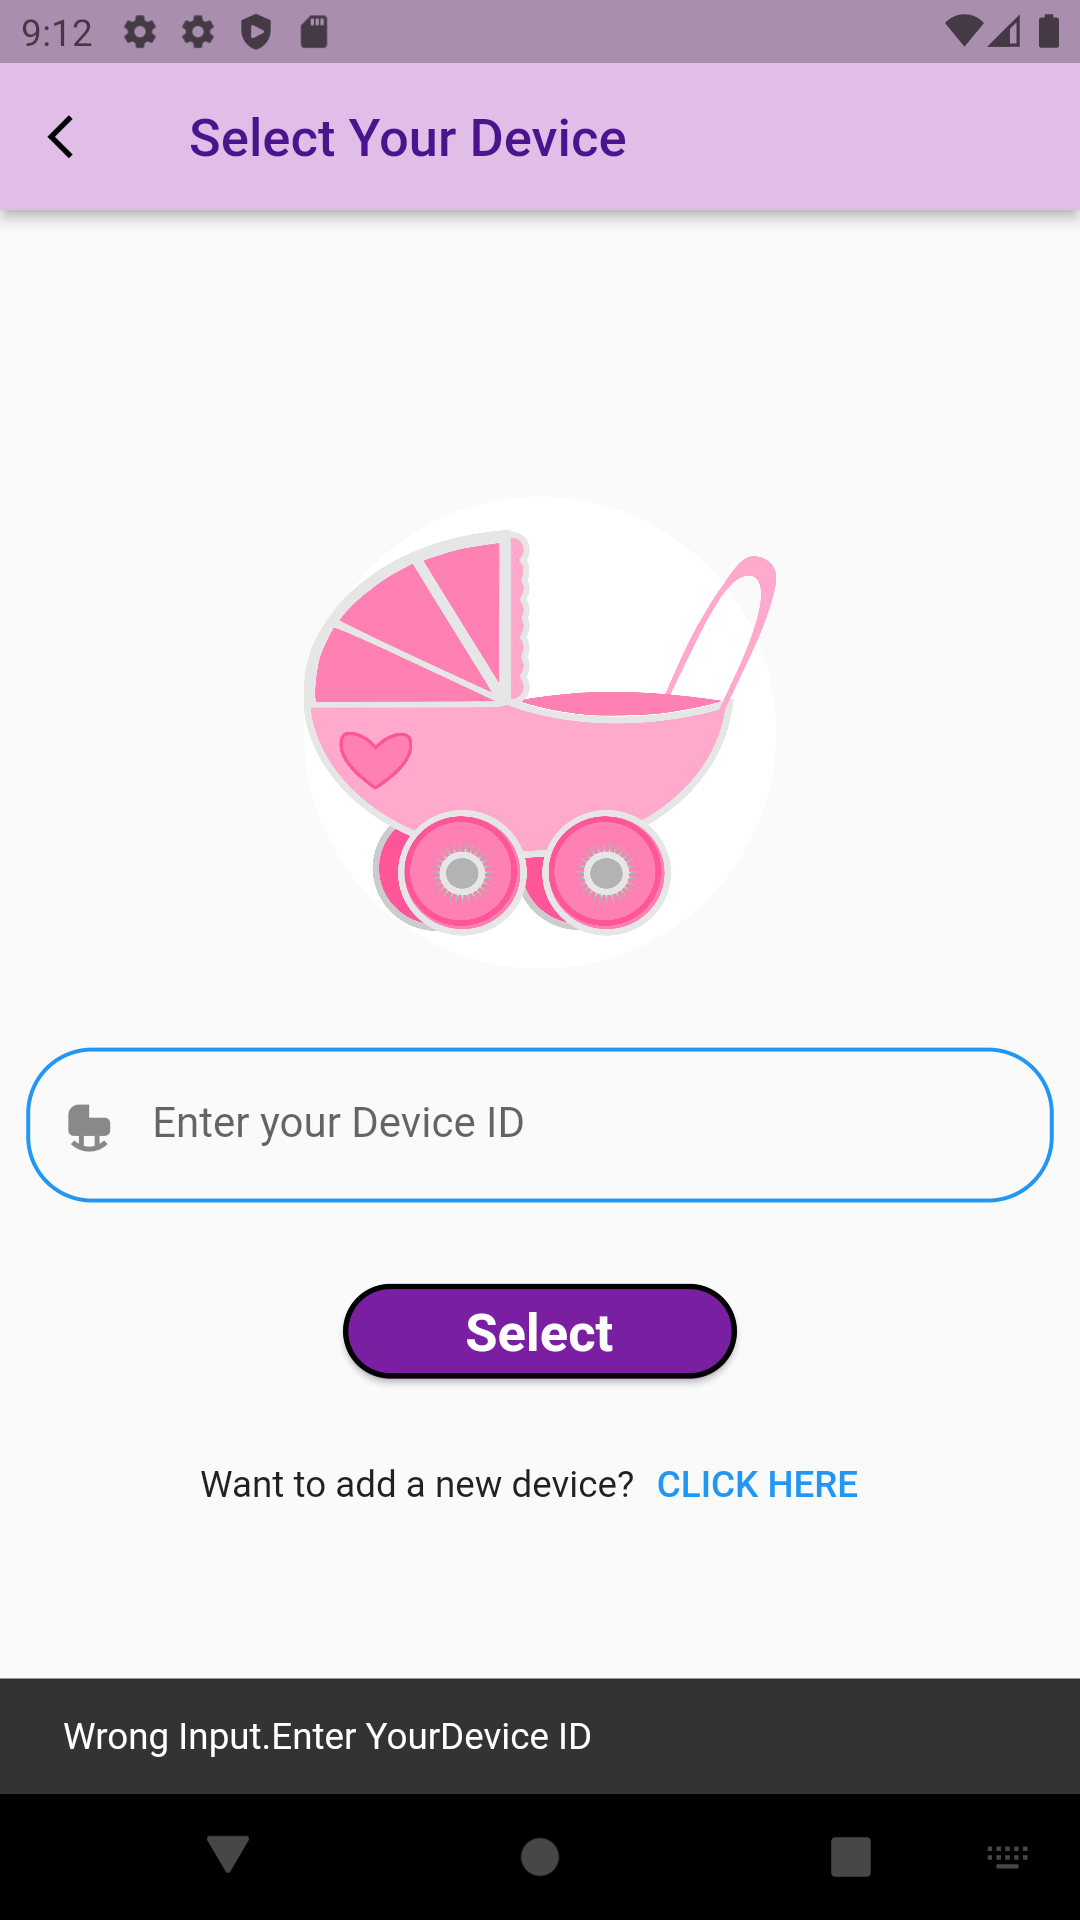 9:12
Select Your Device
Enter your Device ID
Select
Want to add a new device? CLICK HERE
Wrong Input.Enter YourDevice ID